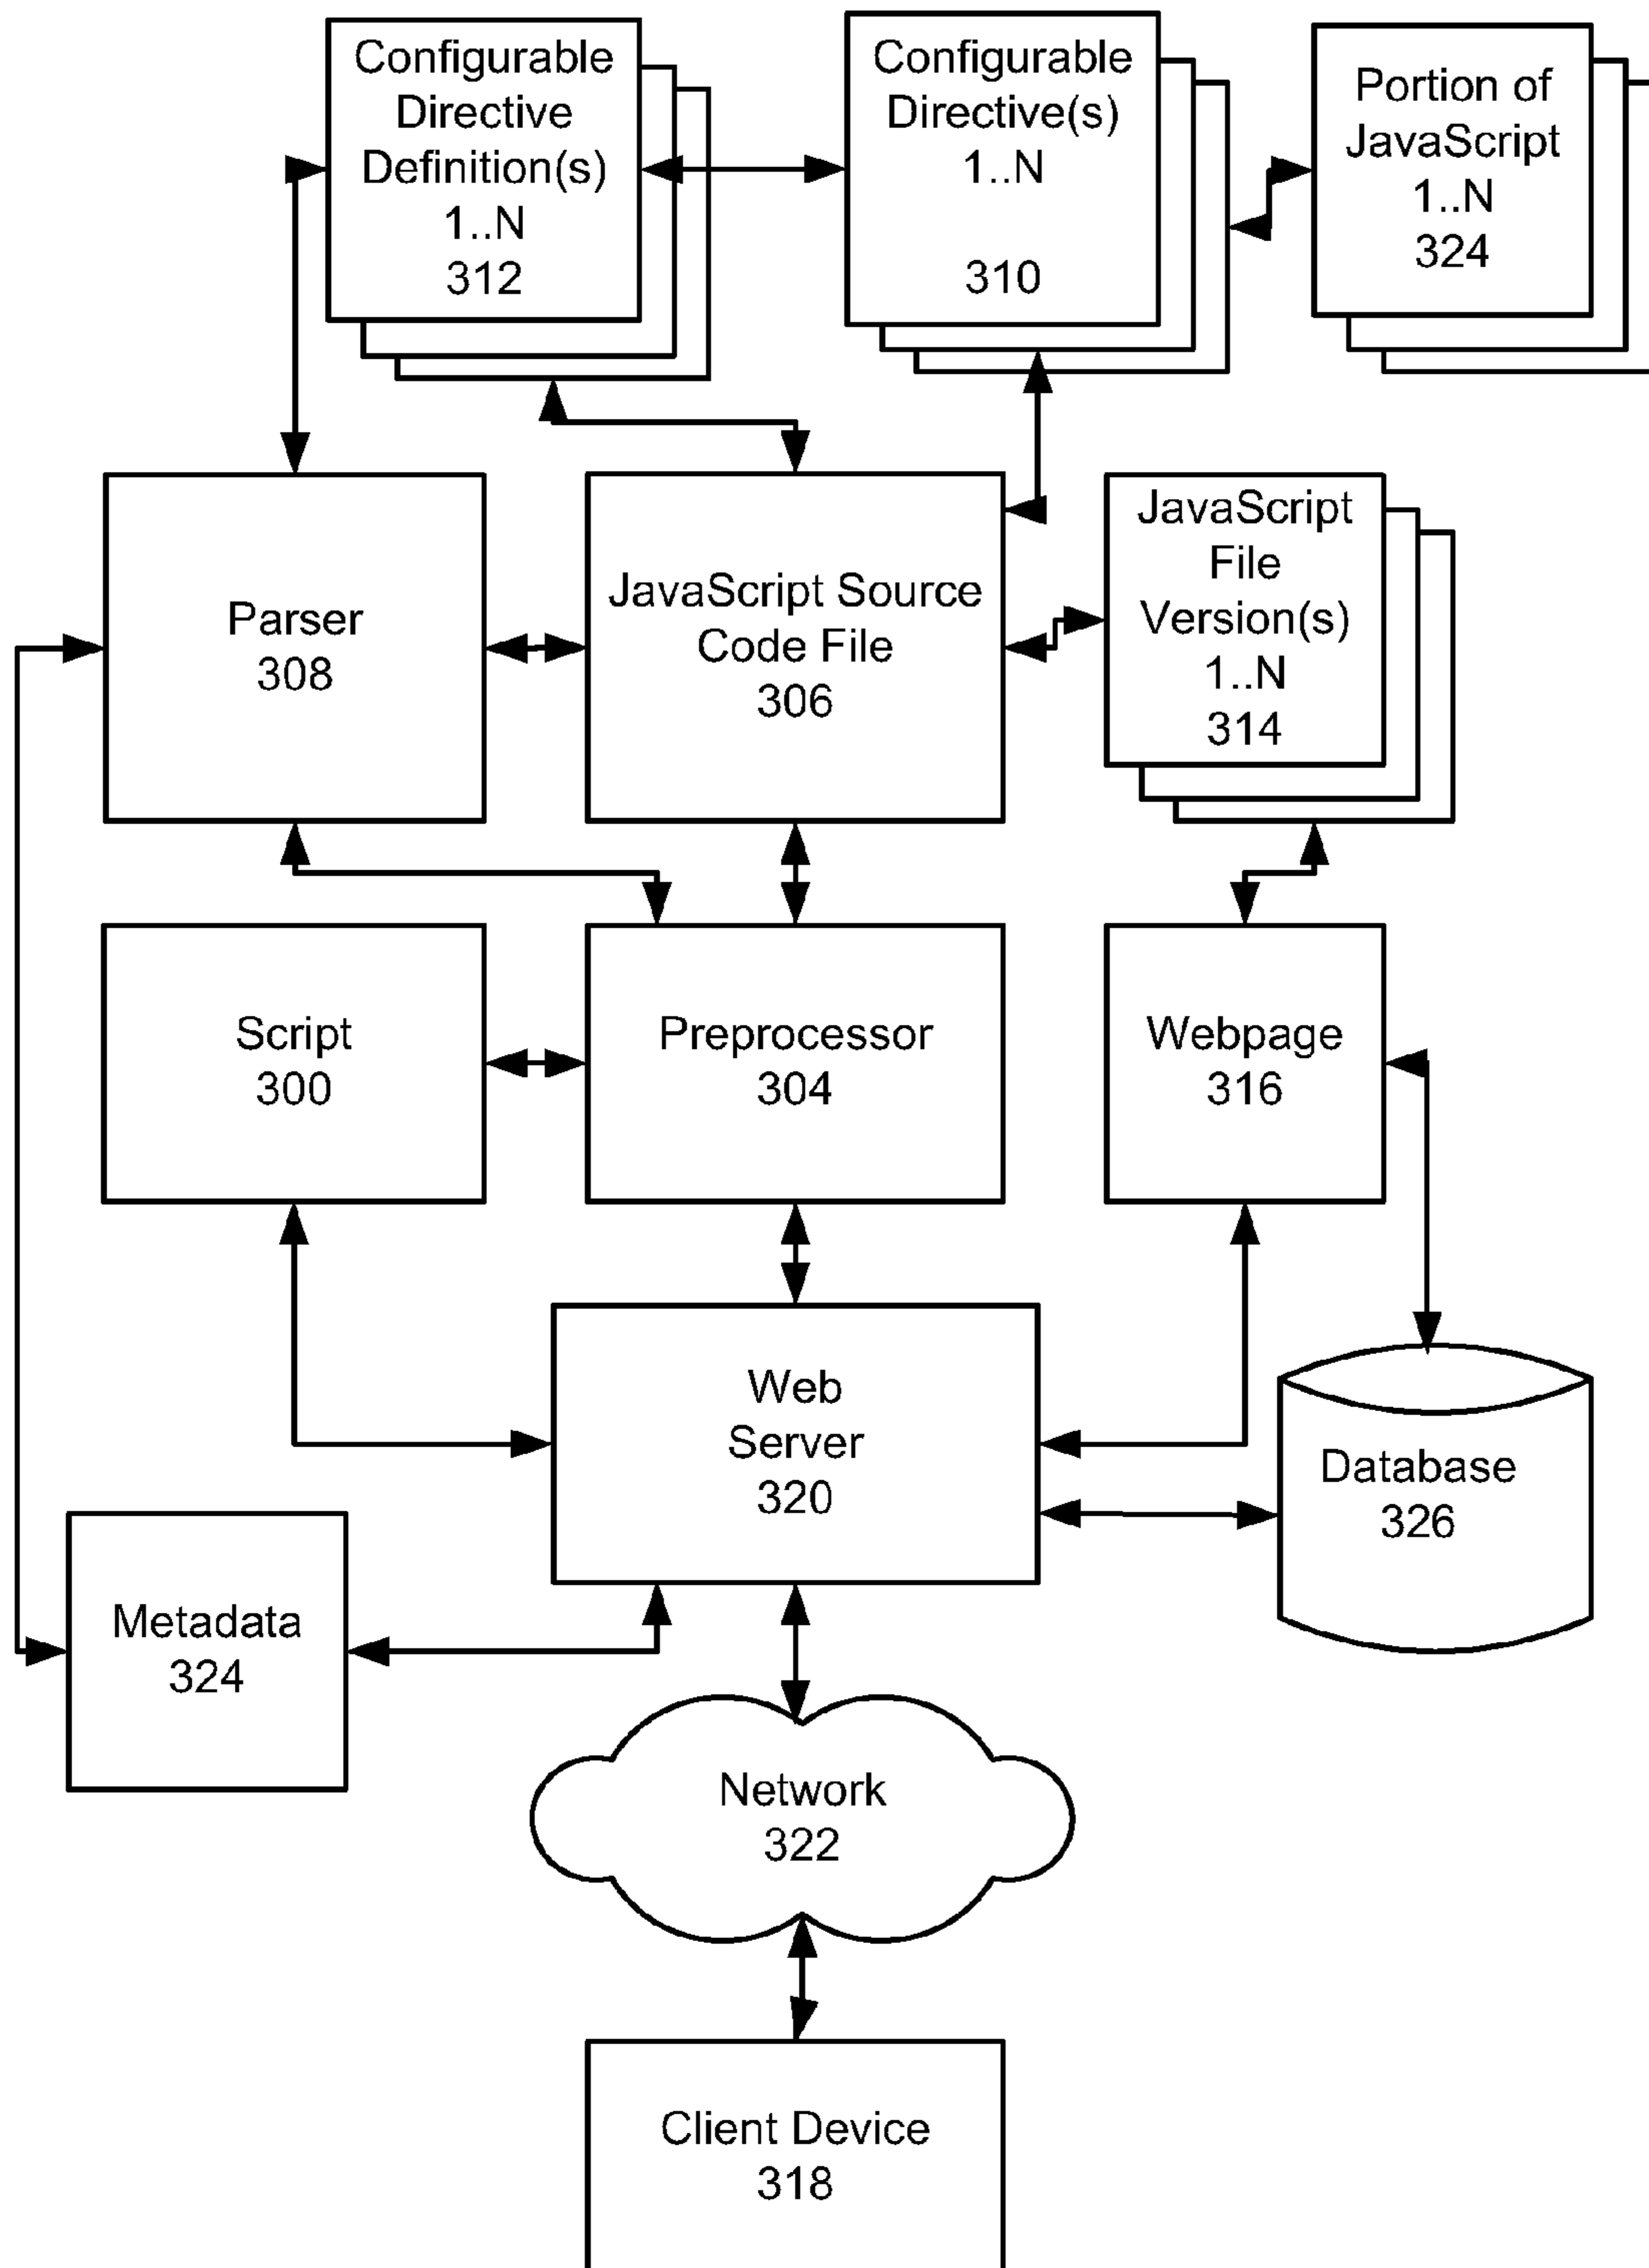 Configurable
Directive
Definition(s)
1..N
312
Configurable
Directive(s)
1..N
310
Portion of
JavaScript
1..N
324
Parser
308
JavaScript Source
Code File
306
JavaScript
File
Version(s)
1..N
314
Script
300
Preprocessor
304
Webpage
316
Web
Server
320
Database
326
Metadata
324
Network
322
Client Device
318